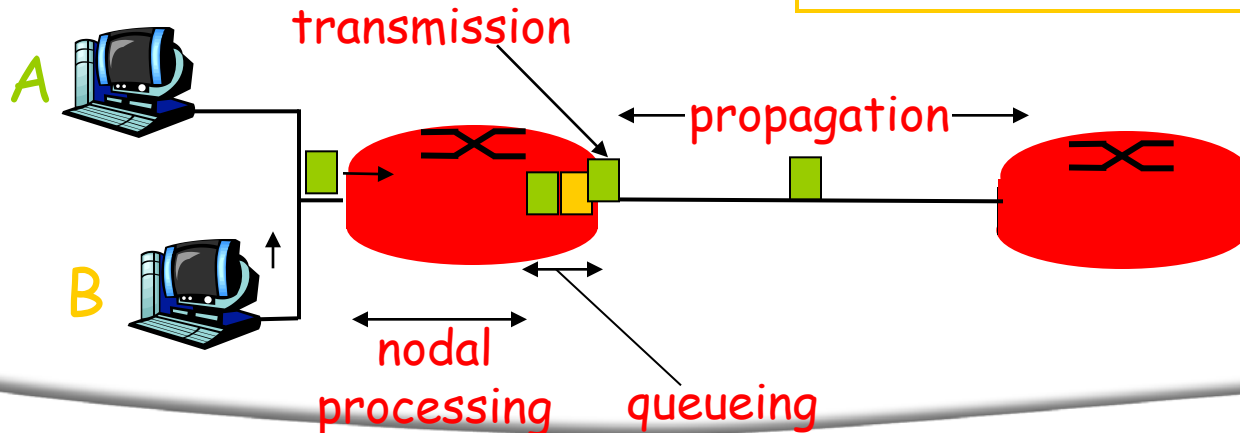 transmission
A
propagation
B
nodal
processing
queueing